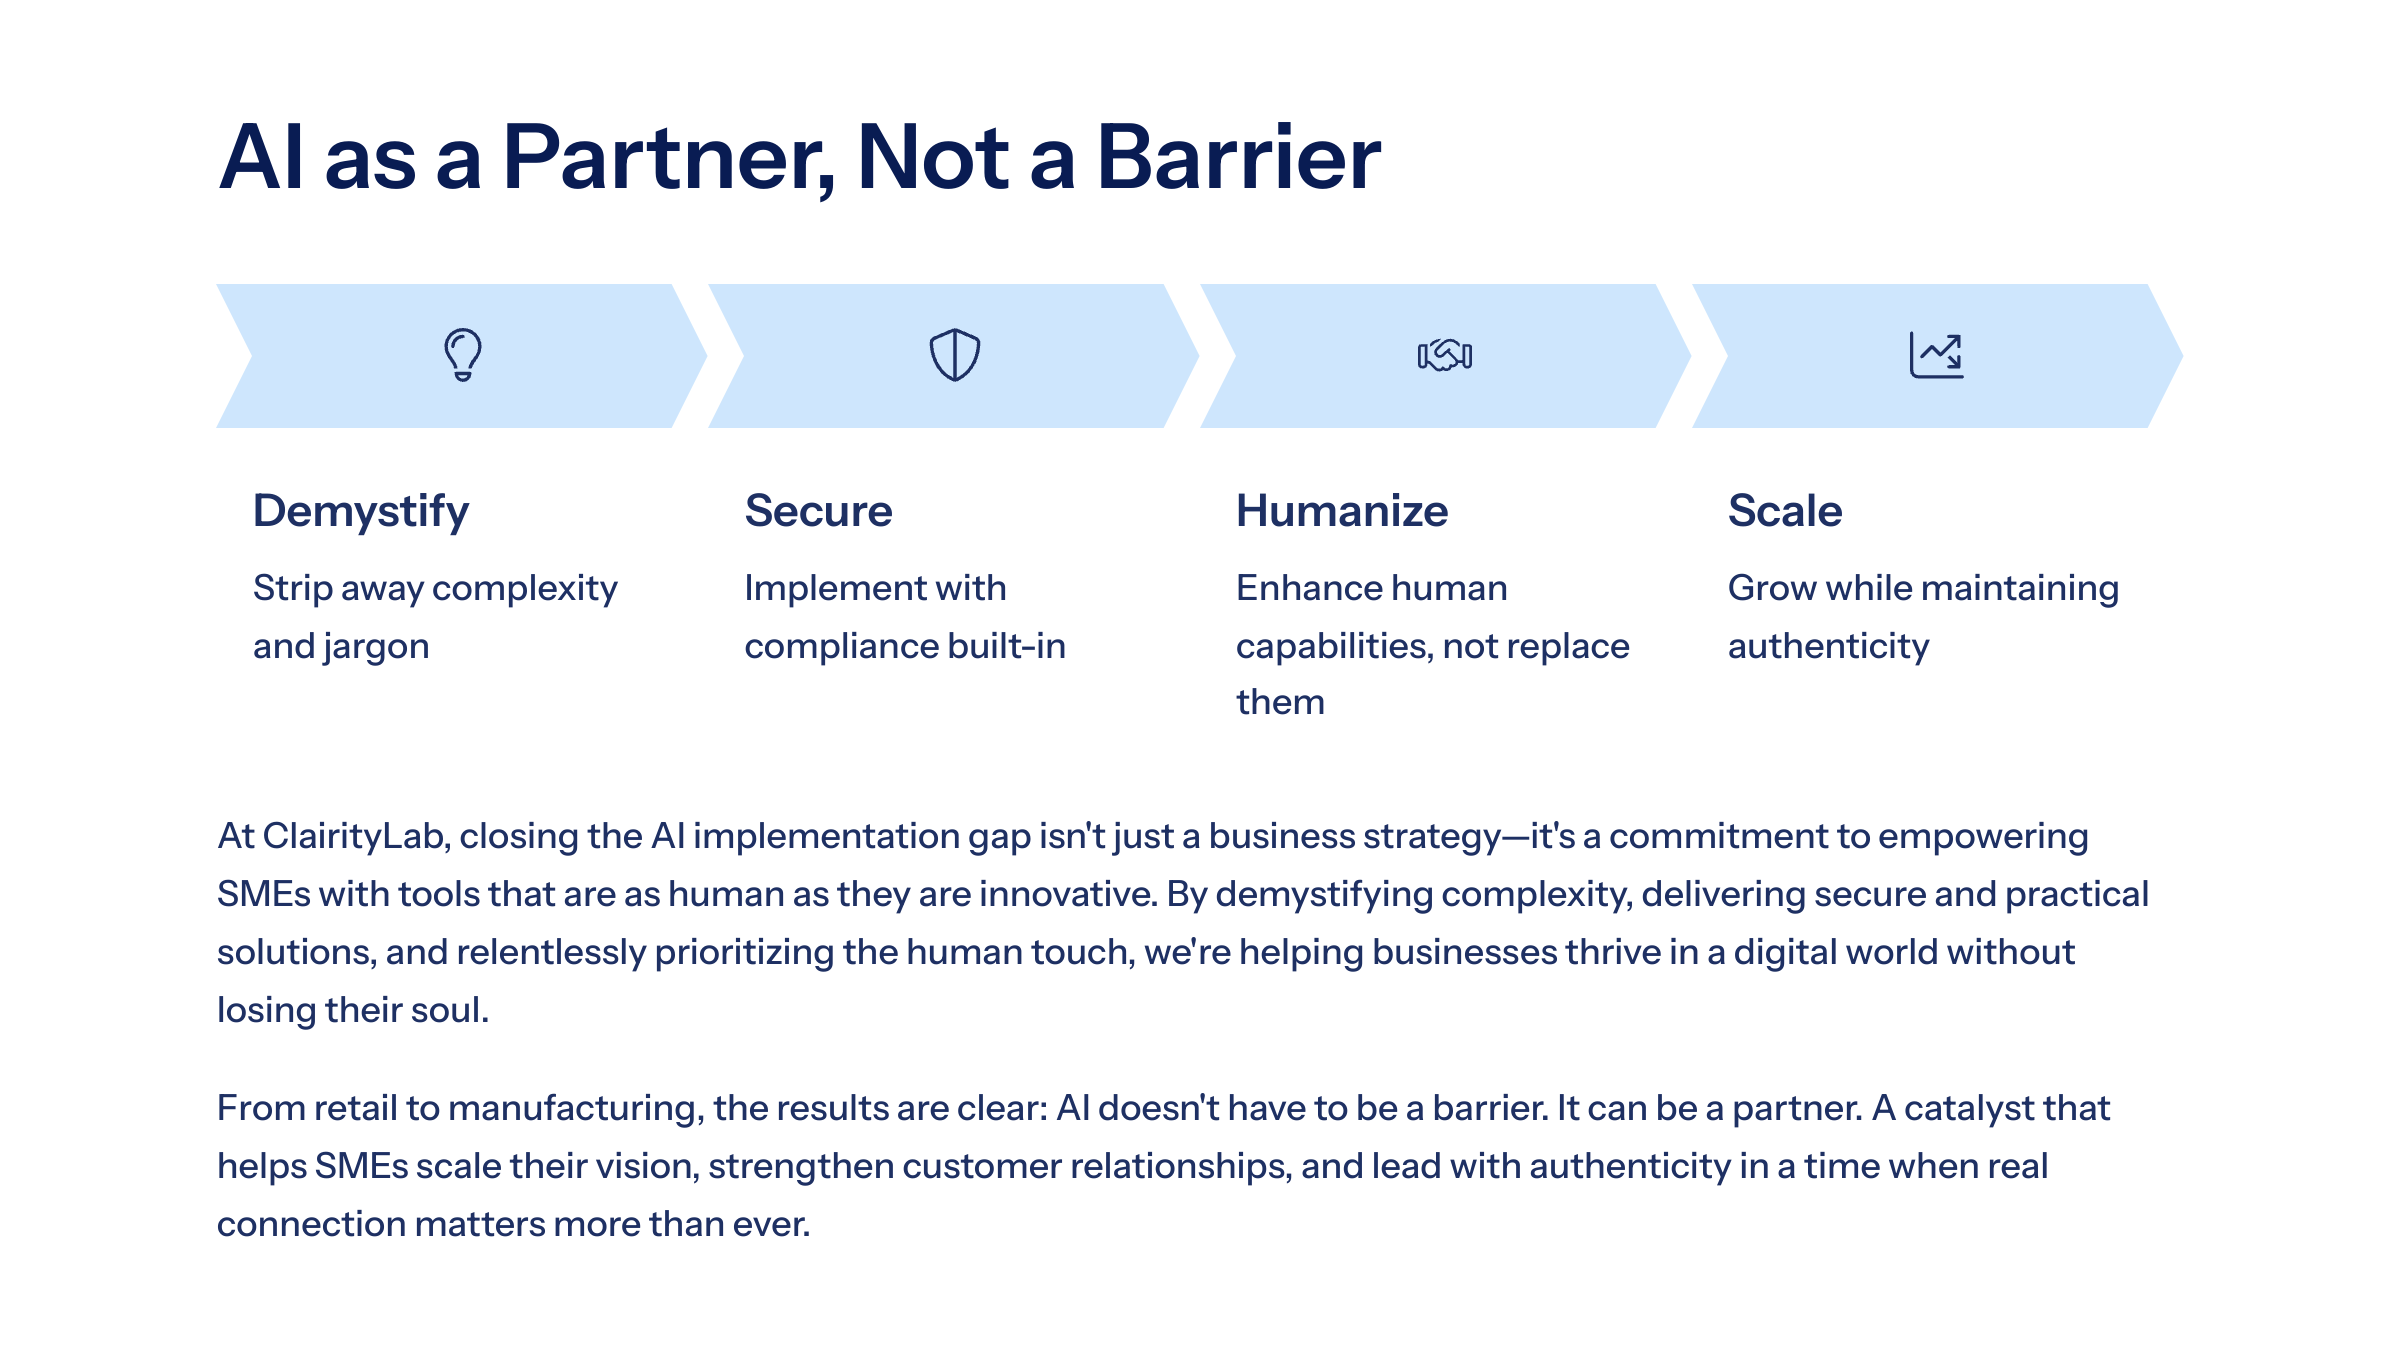 AI as a Partner, Not a Barrier
Demystify
Strip away complexity
and jargon
Secure
Implement with
compliance built-in
Humanize
Enhance human
capabilities, not replace
them
Scale
Grow while maintaining
authenticity
At ClairityLab, closing the AI implementation gap isn't just a business strategy—it's a commitment to empowering
SMEs with tools that are as human as they are innovative. By demystifying complexity, delivering secure and practical
solutions, and relentlessly prioritizing the human touch, we're helping businesses thrive in a digital world without
losing their soul.
From retail to manufacturing, the results are clear: AI doesn't have to be a barrier. It can be a partner. A catalyst that
helps SMEs scale their vision, strengthen customer relationships, and lead with authenticity in a time when real
connection matters more than ever.